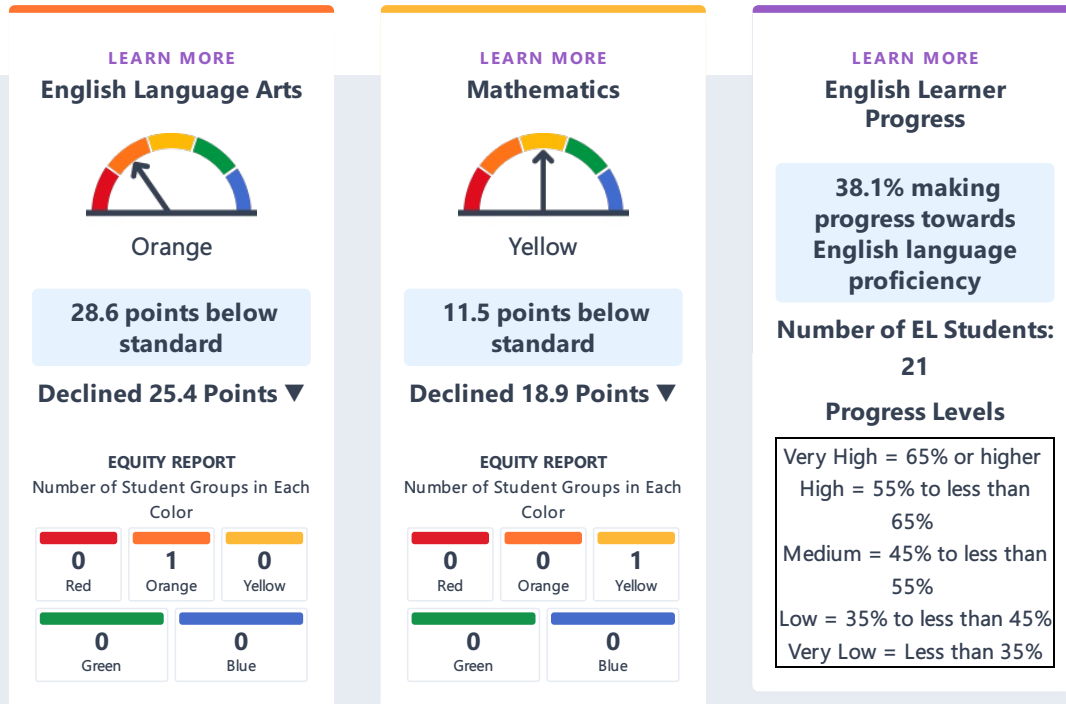 LEARN MORE
English Language Arts
Orange
28.6 points below
standard
Declined 25.4 Points ▼
EQUITY REPORT
Number of Student Groups in Each
Color
0
Red
1
Orange
0
Yellow
0
Green
0
Blue
LEARN MORE
Mathematics
Yellow
11.5 points below
standard
Declined 18.9 Points ▼
EQUITY REPORT
Number of Student Groups in Each
Color
0
Red
0
Orange
1
Yellow
0
Green
0
Blue
LEARN MORE
English Learner
Progress
38.1% making
progress towards
English language
proficiency
Number of EL Students:
21
Progress Levels
Very High = 65% or higher
High = 55% to less than
65%
Medium = 45% to less than
55%
Low = 35% to less than 45%
Very Low = Less than 35%